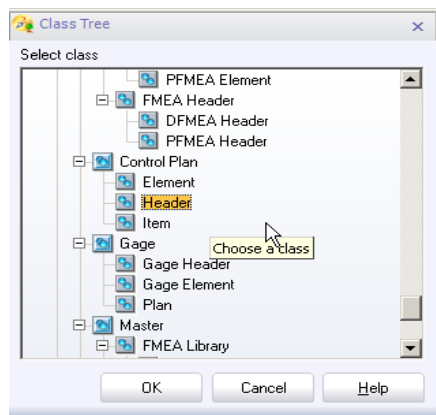 Class Tree
Select class
PFMEA Element
FMEA Header
DFMEA Header
PFMEA Header
Control Plan
Element
Header
Item
Gage
Choose a class
Gage Header
Gage Element
Plan
Master
FMEA Library
OK Cancel Help